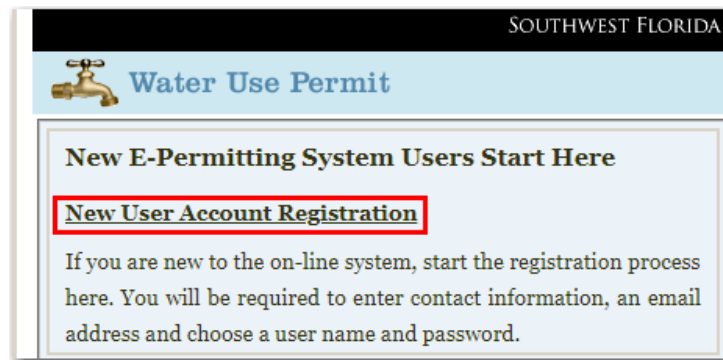 SOUTHWEST FLORIDA
Water Use Permit
New E-Permitting System Users Start Here
New User Account Registration
If you are new to the on-line system, start the registration process
here. You will be required to enter contact information, an email
address and choose a user name and password.